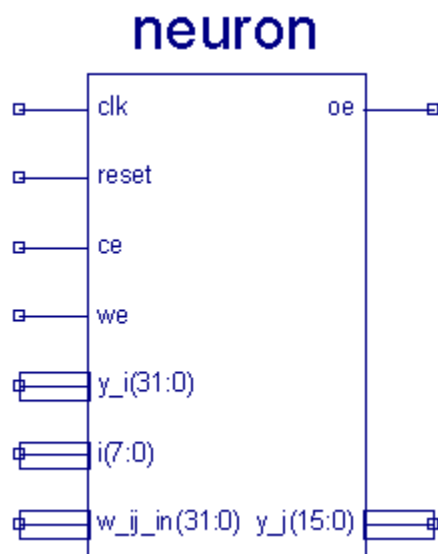 neuron
clk oe
reset
ce
we
y_i(31:0)
i(7:0)
w_ij_in(31:0) y_j(15:0)